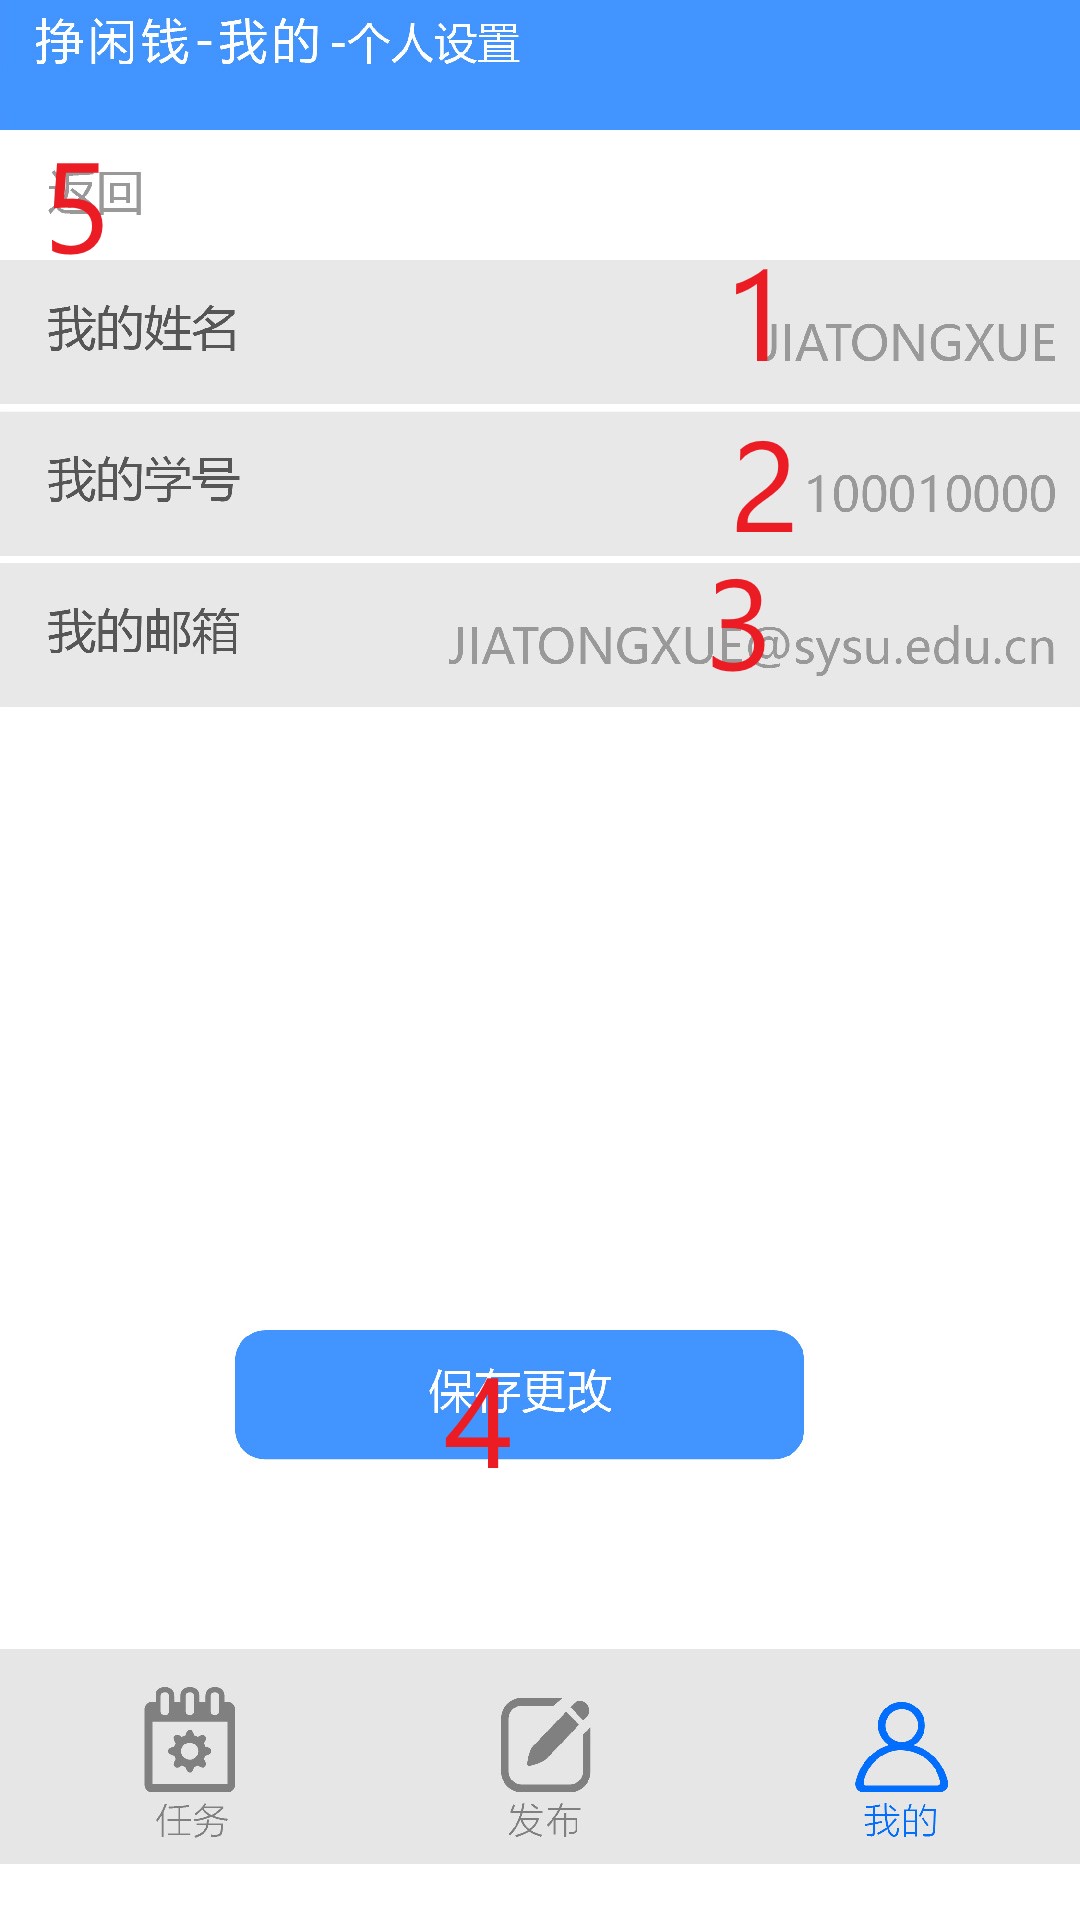 挣闲钱-我的 -个人设置
返回
5
我的姓名
1
JIATONGXUE
我的学号
2
100010000
我的邮箱
3
JIATONGXUE@sysu.edu.cn
保存更改
4
任务
发布
我的